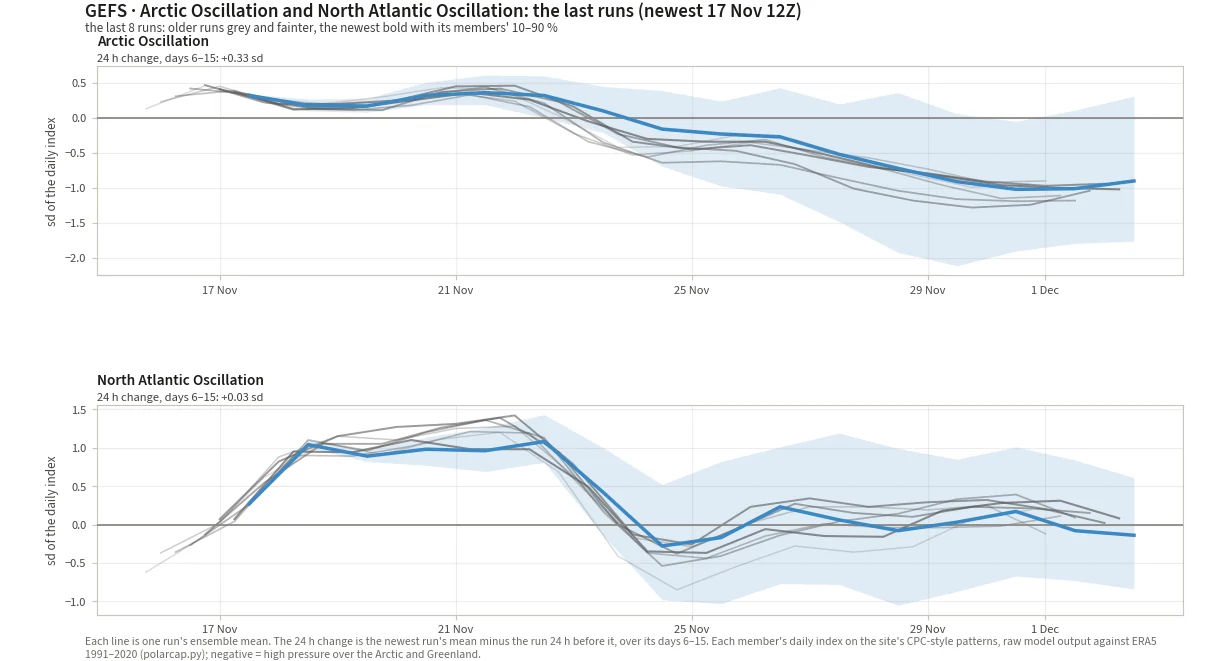 GEFS · Arctic Oscillation and North Atlantic Oscillation: the last runs (newest 17 Nov 12Z)
the last 8 runs: older runs grey and fainter, the newest bold with its members' 10–90 %
Arctic Oscillation
24 h change, days 6–15: +0.33 sd
sd of the daily index
0.5
0.0
−0.5
−1.0
−1.5
−2.0
17 Nov 21 Nov 25 Nov 29 Nov 1 Dec
North Atlantic Oscillation
24 h change, days 6–15: +0.03 sd
sd of the daily index
1.5
1.0
0.5
0.0
−0.5
−1.0
17 Nov 21 Nov 25 Nov 29 Nov 1 Dec
Each line is one run's ensemble mean. The 24 h change is the newest run's mean minus the run 24 h before it, over its days 6–15. Each member's daily index on the site's CPC-style patterns, raw model output against ERA5
1991–2020 (polarcap.py); negative = high pressure over the Arctic and Greenland.